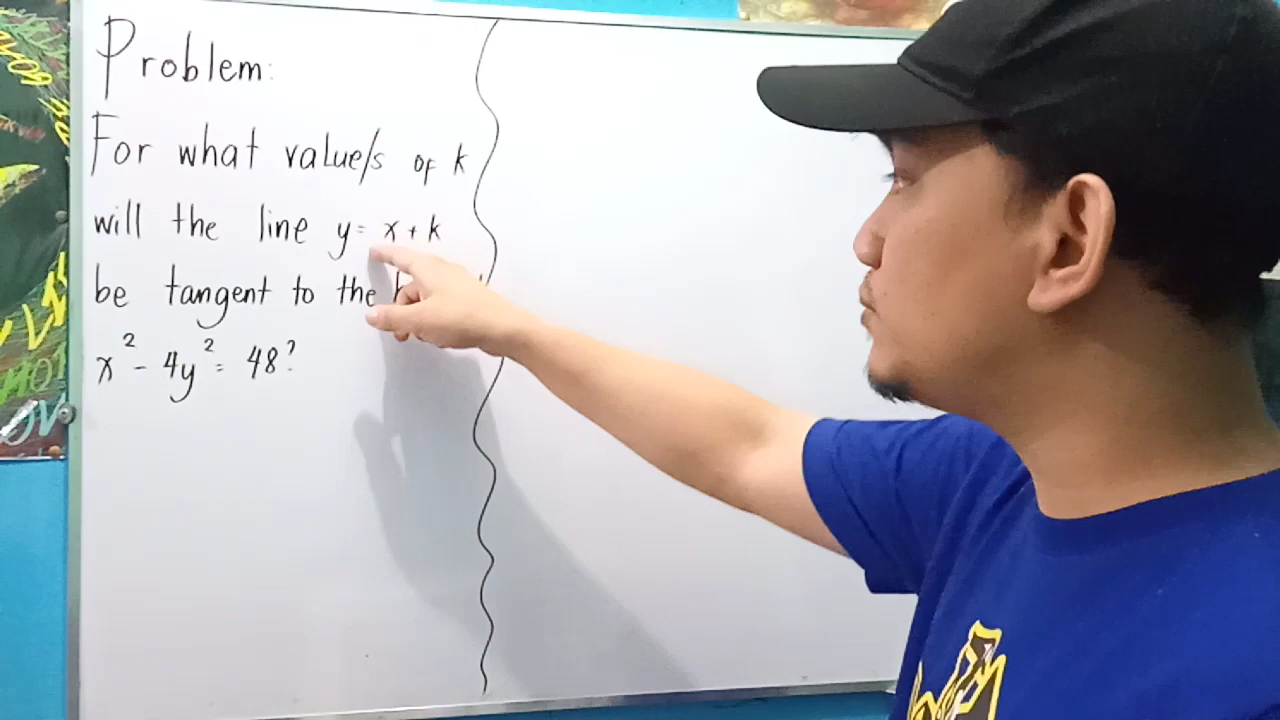 Problem:
For what value/s of k
will the line y = x + k
be tangent to the
x² - 4y² = 48?